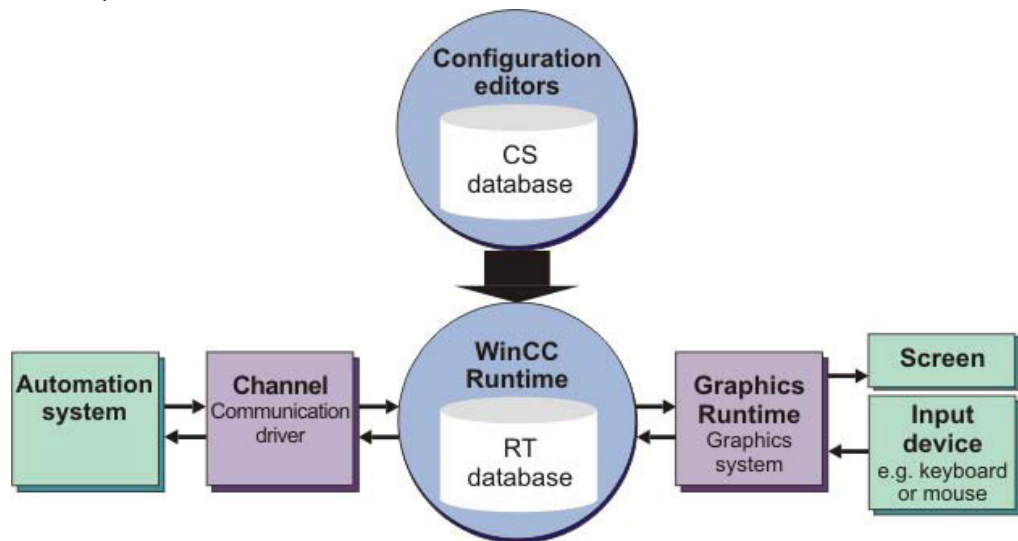 Configuration
editors
CS
database
WinCC
Runtime
RT
database
Automation
system
Channel
Communication
driver
Graphics
Runtime
Graphics
system
Screen
Input
device
e.g. keyboard
or mouse